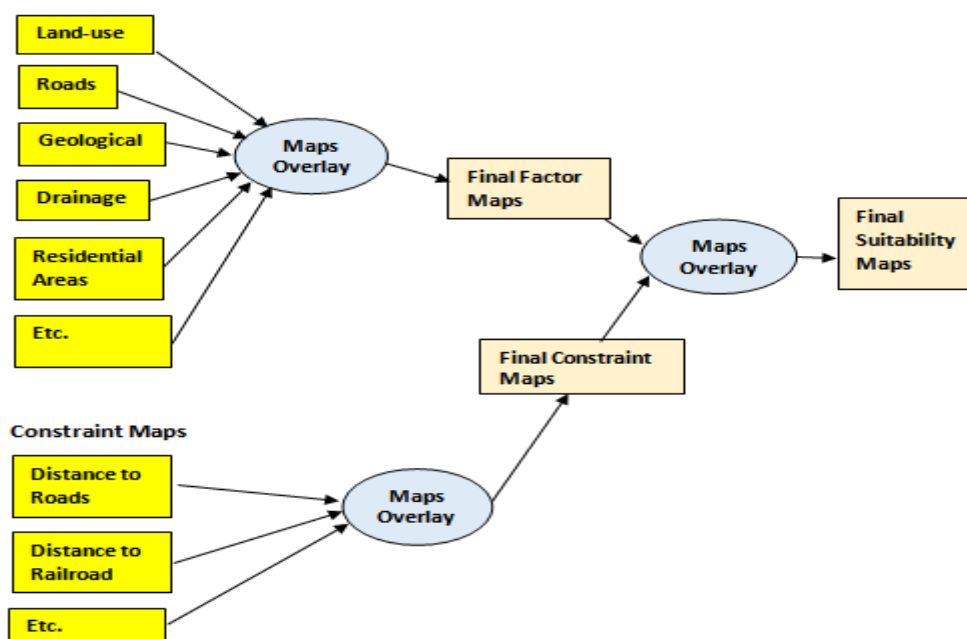 Land-use
Roads
Geological
Drainage
Residential
Areas
Etc.
Maps
Overlay
Final Factor
Maps
Maps
Overlay
Final
Suitability
Maps
Final Constraint
Maps
Constraint Maps
Distance to
Roads
Distance to
Railroad
Etc.
Maps
Overlay